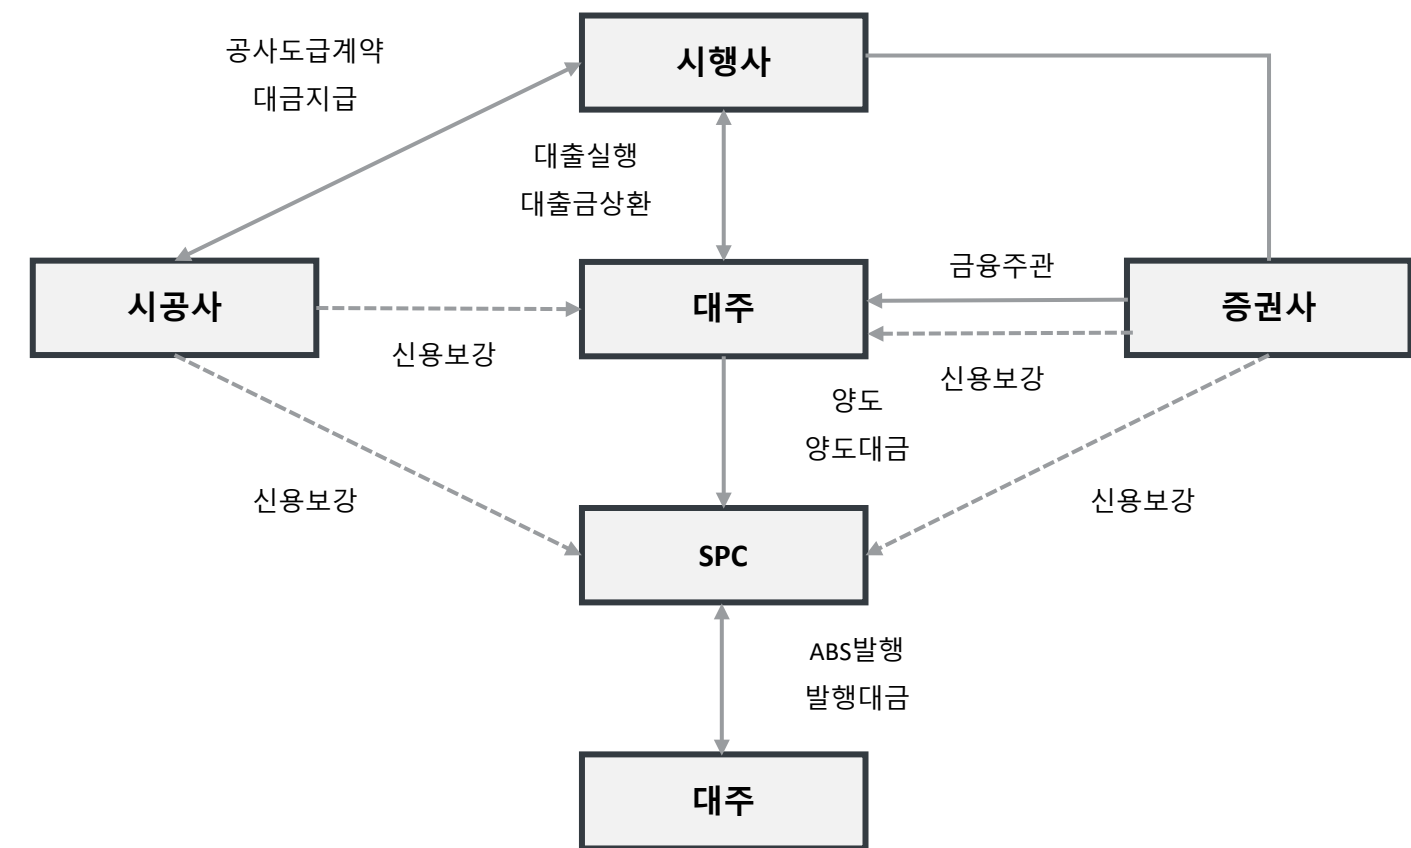 공사도급계약
대금지급
시행사
대출실행
대출금상환
시공사
대주
금융주관
증권사
신용보강
신용보강
양도
양도대금
신용보강
신용보강
SPC
ABS발행
발행대금
대주